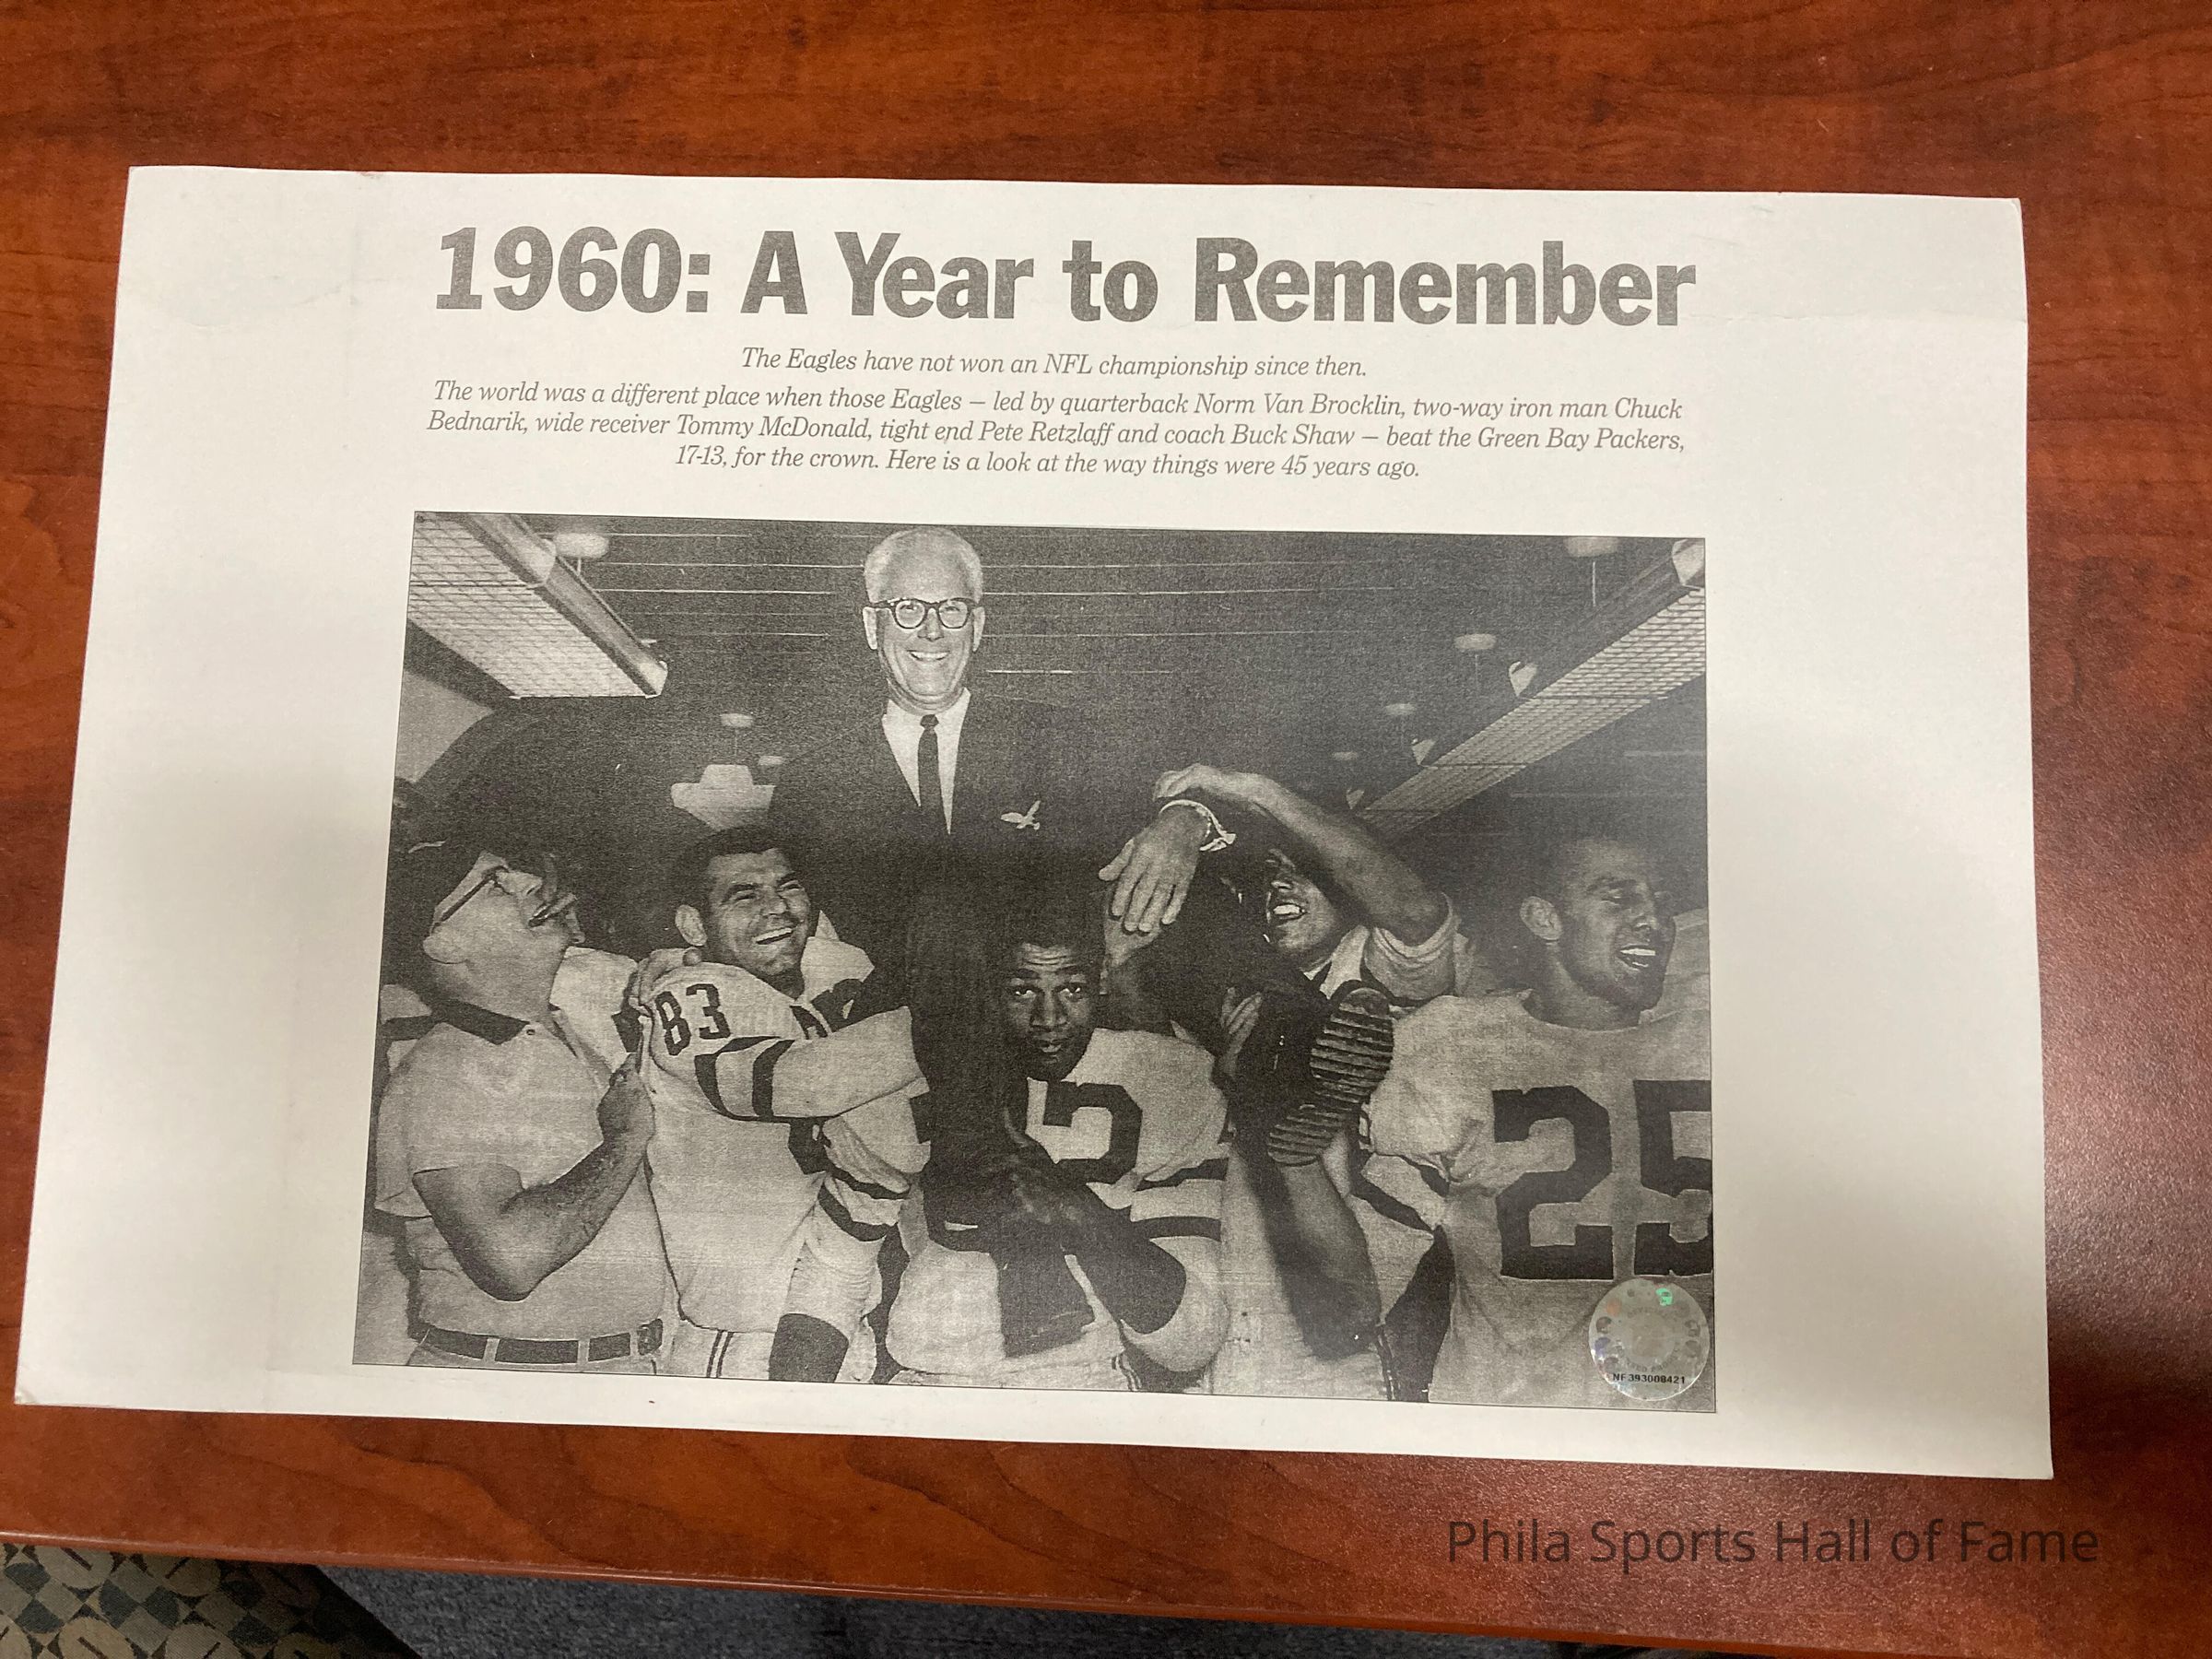 1960: A Year to Remember
The Eagles have not won an NFL championship since then.
The world was a different place when those Eagles – led by quarterback Norm Van Brocklin, two-way iron man Chuck
Bednarik, wide receiver Tommy McDonald, tight end Pete Retzlaff and coach Buck Shaw – beat the Green Bay Packers,
17-13, for the crown. Here is a look at the way things were 45 years ago.
83
2
25
NF 393008421
Phila Sports Hall of Fame